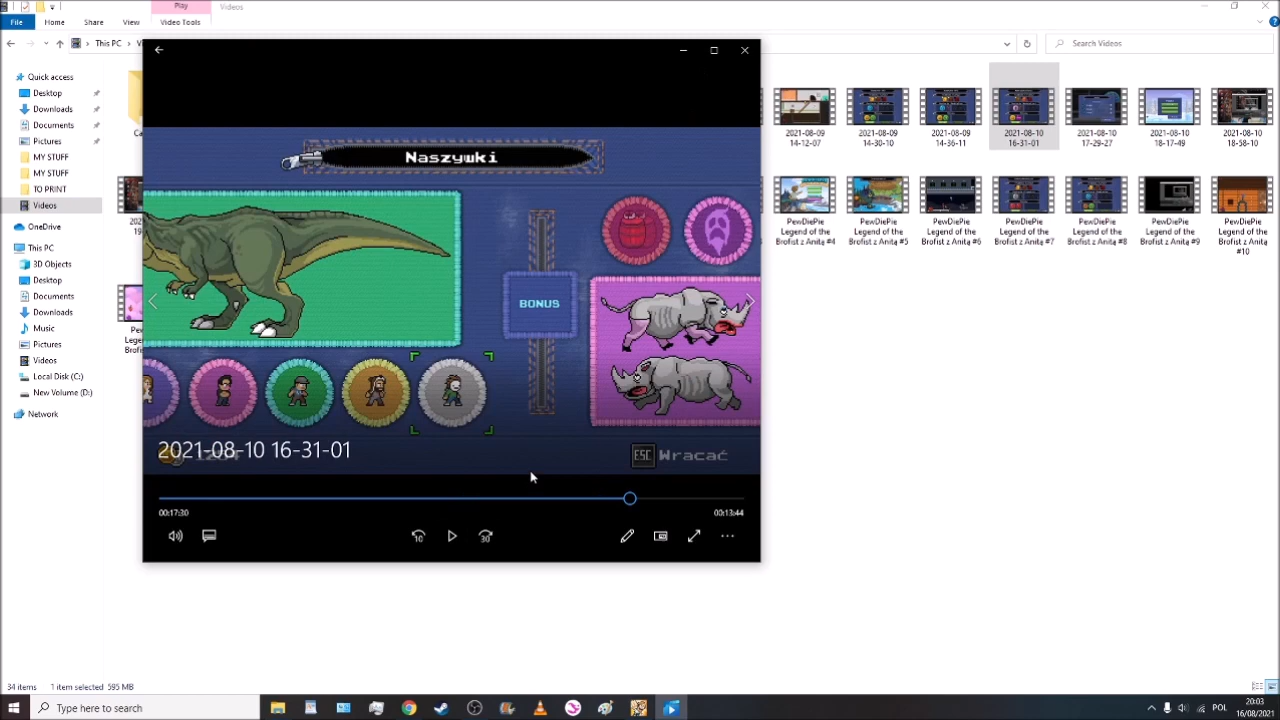 Play
Videos
File
Home
Share
View
Video Tools
This PC
Search Videos
Quick access
Desktop
Downloads
Documents
Pictures
MY STUFF
MY STUFF
TO PRINT
Videos
OneDrive
This PC
3D Objects
Desktop
Documents
Downloads
Music
Pictures
Videos
Local Disk (C:)
New Volume (D:)
Network
2021-08-09
14-12-07
2021-08-09
14-30-10
2021-08-09
14-36-11
2021-08-10
16-31-01
2021-08-10
17-29-27
2021-08-10
18-17-49
2021-08-10
18-58-10
PewDiePie
Legend of the
Brofist z Anitą #4
PewDiePie
Legend of the
Brofist z Anitą #5
PewDiePie
Legend of the
Brofist z Anitą #6
PewDiePie
Legend of the
Brofist z Anitą #7
PewDiePie
Legend of the
Brofist z Anitą #8
PewDiePie
Legend of the
Brofist z Anitą #9
PewDiePie
Legend of the
Brofist z Anitą
#10
Naszywki
BONUS
2021-08-10 16-31-01
ESC Wracać
00:17:30
00:13:44
10
30
34 items
1 item selected 595 MB
Type here to search
POL
20:03
16/08/2021